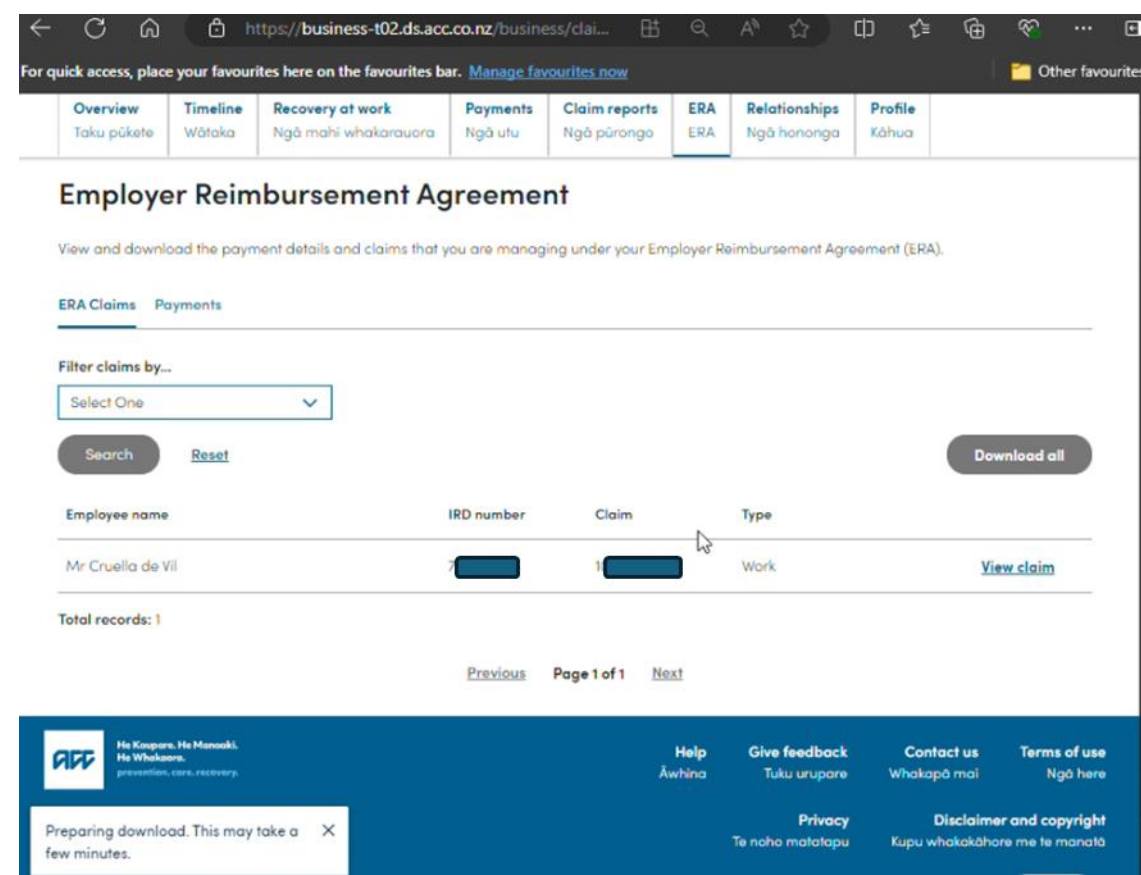 https://business-t02.ds.acc.co.nz/business/clai...
For quick access, place your favourites here on the favourites bar. Manage favourites now
Other favourites
Overview Timeline Recovery at work Payments Claim reports ERA Relationships Profile
Taku pūkete Wātaka Ngā mahi whakarauora Ngā utu Ngā pūrongo ERA Ngā hononga Kāhua
Employer Reimbursement Agreement
View and download the payment details and claims that you are managing under your Employer Reimbursement Agreement (ERA).
ERA Claims Payments
Filter claims by...
Select One
Search Reset Download all
Employee name IRD number Claim Type
Mr Cruella de Vil 7 1 Work View claim
Total records: 1
Previous Page 1 of 1 Next
He Kaupare. He Manaaki.
He Whakaora.
prevention. care. recovery.
Help Give feedback Contact us Terms of use
Āwhina Tuku urupare Whakapā mai Ngā here
Privacy Disclaimer and copyright
Te noho matatapu Kupu whakakāhore me te manatā
Preparing download. This may take a
few minutes.